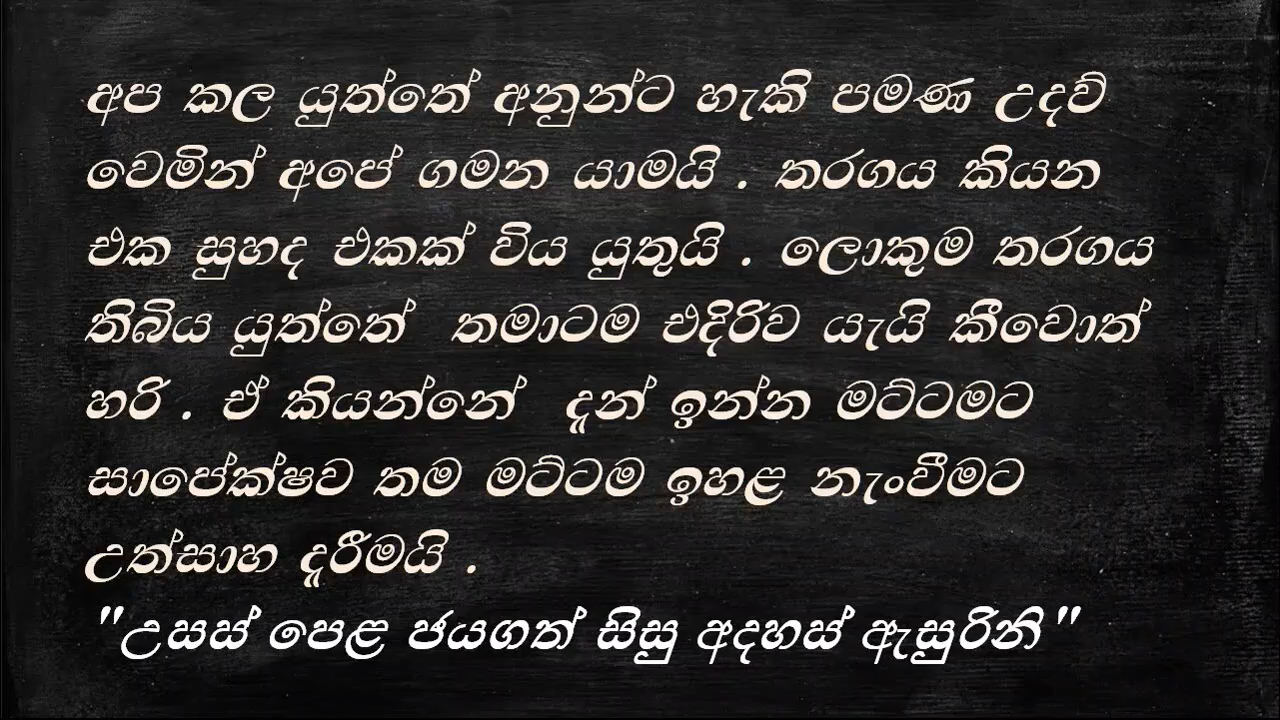 අප කල යුත්තේ අනුන්ට හැකි පමණ උදව්
වෙමින් අපේ ගමන යාමයි . තරගය කියන
එක සුහද එකක් විය යුතුයි . ලොකුම තරගය
තිබිය යුත්තේ  තමාටම එදිරිව යැයි කීවොත්
හරි . ඒ කියන්නේ  දූන් ඉන්න මට්ටමට
සාපේක්ෂව තම මට්ටම ඉහළ නැංවීමට
උත්සාහ දූරීමයි .
"උසස් පෙළ ජයගත් සිසු අදහස් ඇසුරිනි"